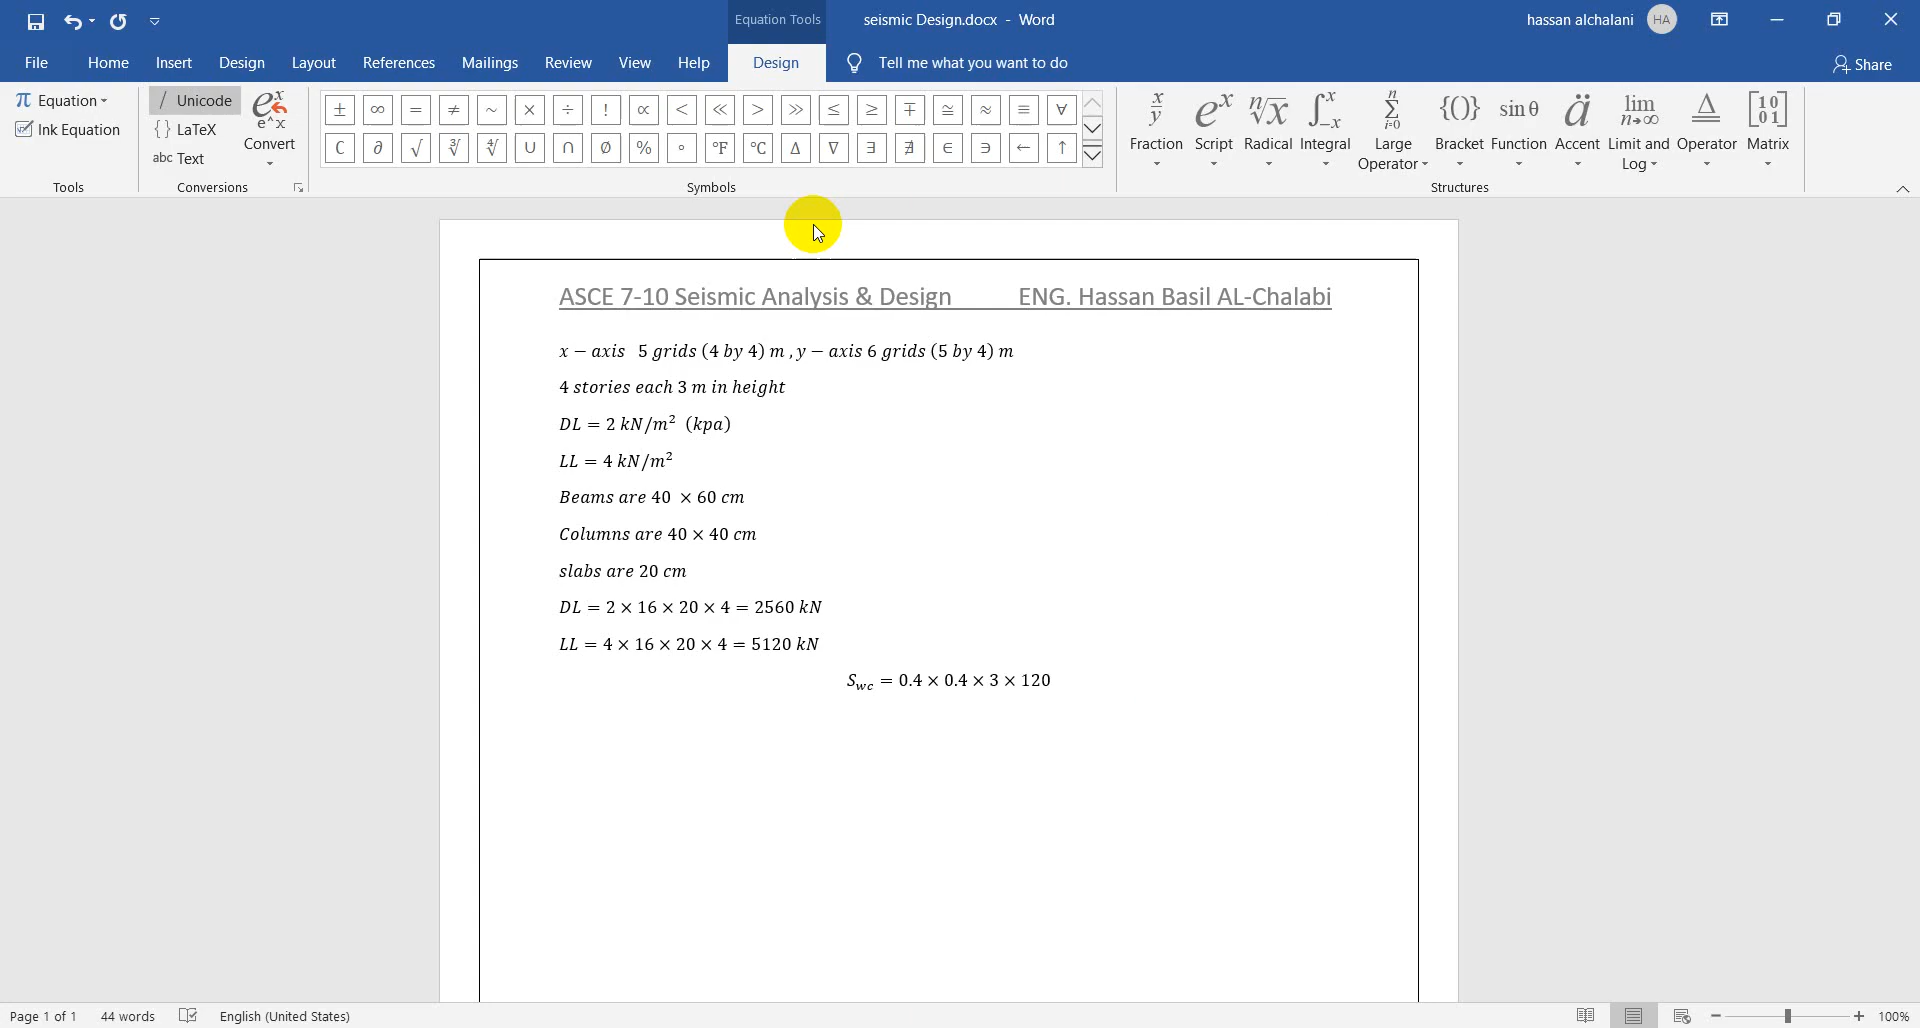 Equation Tools
seismic Design.docx - Word
hassan alchalani
HA
File
Home
Insert
Design
Layout
References
Mailings
Review
View
Help
Design
Tell me what you want to do
Share
π Equation
Ink Equation
Tools
/ Unicode
{} LaTeX
abc Text
e^x
Convert
Conversions
± ∞ = ≠ ~ × ÷ ! ∝ < ≪ > ≫ ≤ ≥ ∓ ≅ ≈ ≡ ∀
∁ ∂ √ ∛ ∜ ∪ ∩ ∅ % ° °F °C ∆ ∇ ∃ ∄ ∈ ∋ ← ↑
Symbols
Fraction
Script
Radical
Integral
Large
Operator
Bracket
Function
Accent
Limit and
Log
Operator
Matrix
Structures
ASCE 7-10 Seismic Analysis & Design ENG. Hassan Basil AL-Chalabi
x − axis 5 grids (4 by 4) m , y − axis 6 grids (5 by 4) m
4 stories each 3 m in height
DL = 2 kN/m² (kpa)
LL = 4 kN/m²
Beams are 40 × 60 cm
Columns are 40 × 40 cm
slabs are 20 cm
DL = 2 × 16 × 20 × 4 = 2560 kN
LL = 4 × 16 × 20 × 4 = 5120 kN
S_wc = 0.4 × 0.4 × 3 × 120
Page 1 of 1
44 words
English (United States)
100%